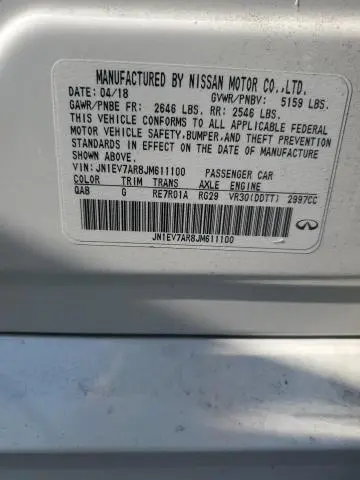 MANUFACTURED BY NISSAN MOTOR CO.,LTD.
DATE: 04/18 GVWR/PNBV: 5159 LBS.
GAWR/PNBE FR: 2646 LBS. RR: 2546 LBS.
THIS VEHICLE CONFORMS TO ALL APPLICABLE FEDERAL
MOTOR VEHICLE SAFETY,BUMPER,AND THEFT PREVENTION
STANDARDS IN EFFECT ON THE DATE OF MANUFACTURE
SHOWN ABOVE.
VIN: JN1EV7AR8JM611100 PASSENGER CAR
COLOR TRIM TRANS AXLE ENGINE
QAB G RE7R01A RG29 VR30(DDTT) 2997CC
JN1EV7AR8JM611100